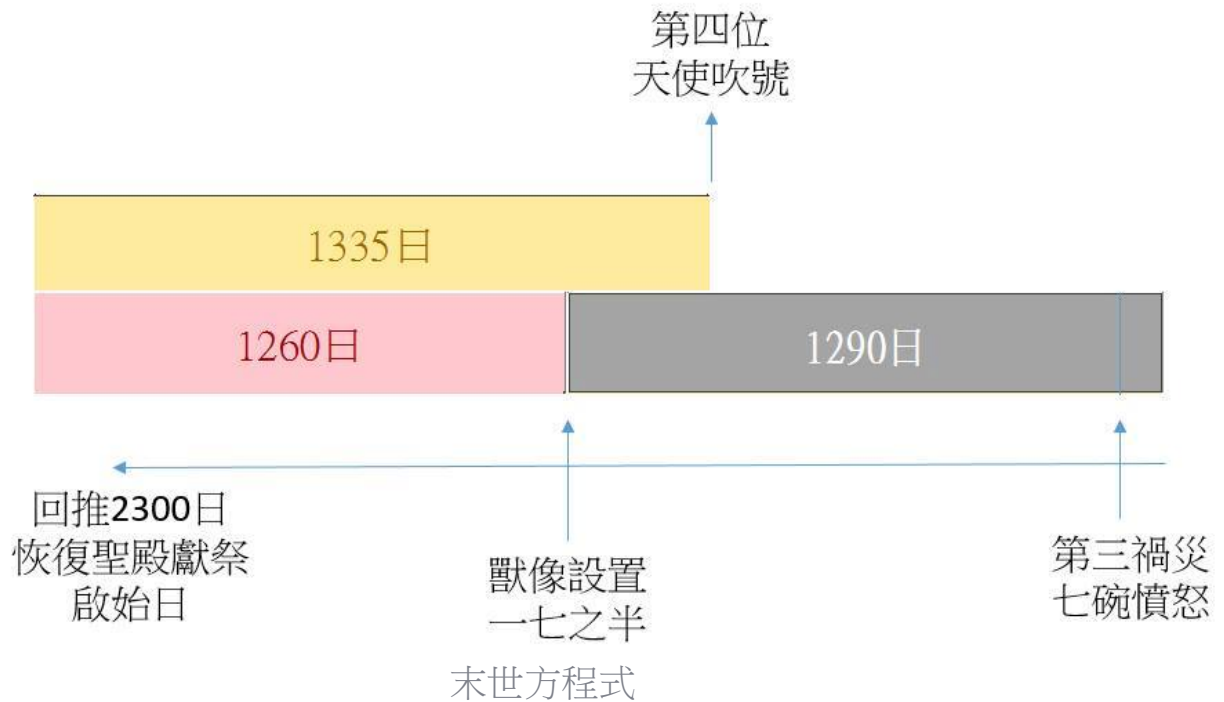 第四位
天使吹號
1335日
1260日
1290日
回推2300日
恢復聖殿獻祭
啟始日
獸像設置
一七之半
第三禍災
七碗憤怒
末世方程式